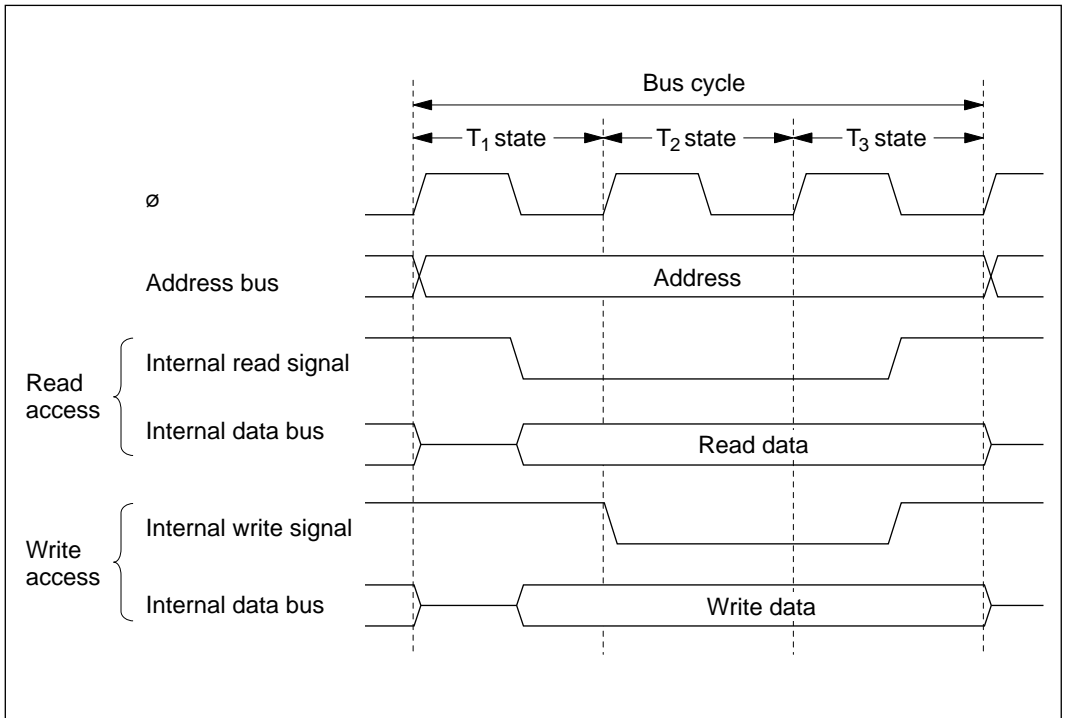 Bus cycle
T1 state T2 state T3 state
ø
Address bus Address
Internal read signal
Read
access
Internal data bus Read data
Internal write signal
Write
access
Internal data bus Write data